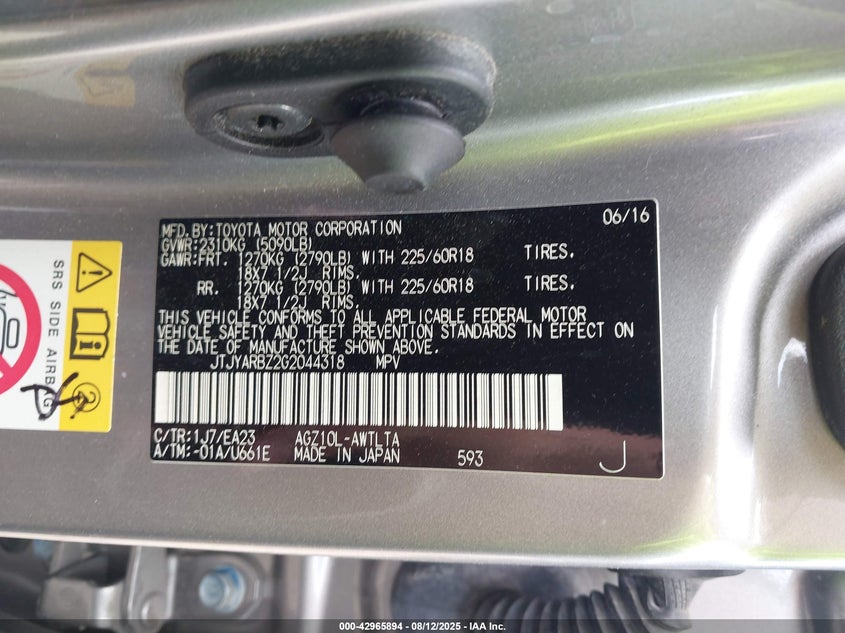 06/16
MFD.BY:TOYOTA MOTOR CORPORATION
GVWR:2310KG (5090LB)
GAWR:FRT. 1270KG (2790LB) WITH 225/60R18 TIRES.
18X7 1/2J RIMS.
RR. 1270KG (2790LB) WITH 225/60R18 TIRES.
18X7 1/2J RIMS.
THIS VEHICLE CONFORMS TO ALL APPLICABLE FEDERAL MOTOR
VEHICLE SAFETY AND THEFT PREVENTION STANDARDS IN EFFECT ON
THE DATE OF MANUFACTURE SHOWN ABOVE.
JTJYARBZ2G2044318 MPV
C/TR:1J7/EA23 AGZ10L-AWTLTA
A/TM:-01A/U661E MADE IN JAPAN 593 J
SRS SIDE AIRBAG
000-42965894 - 08/12/2025 - IAA Inc.